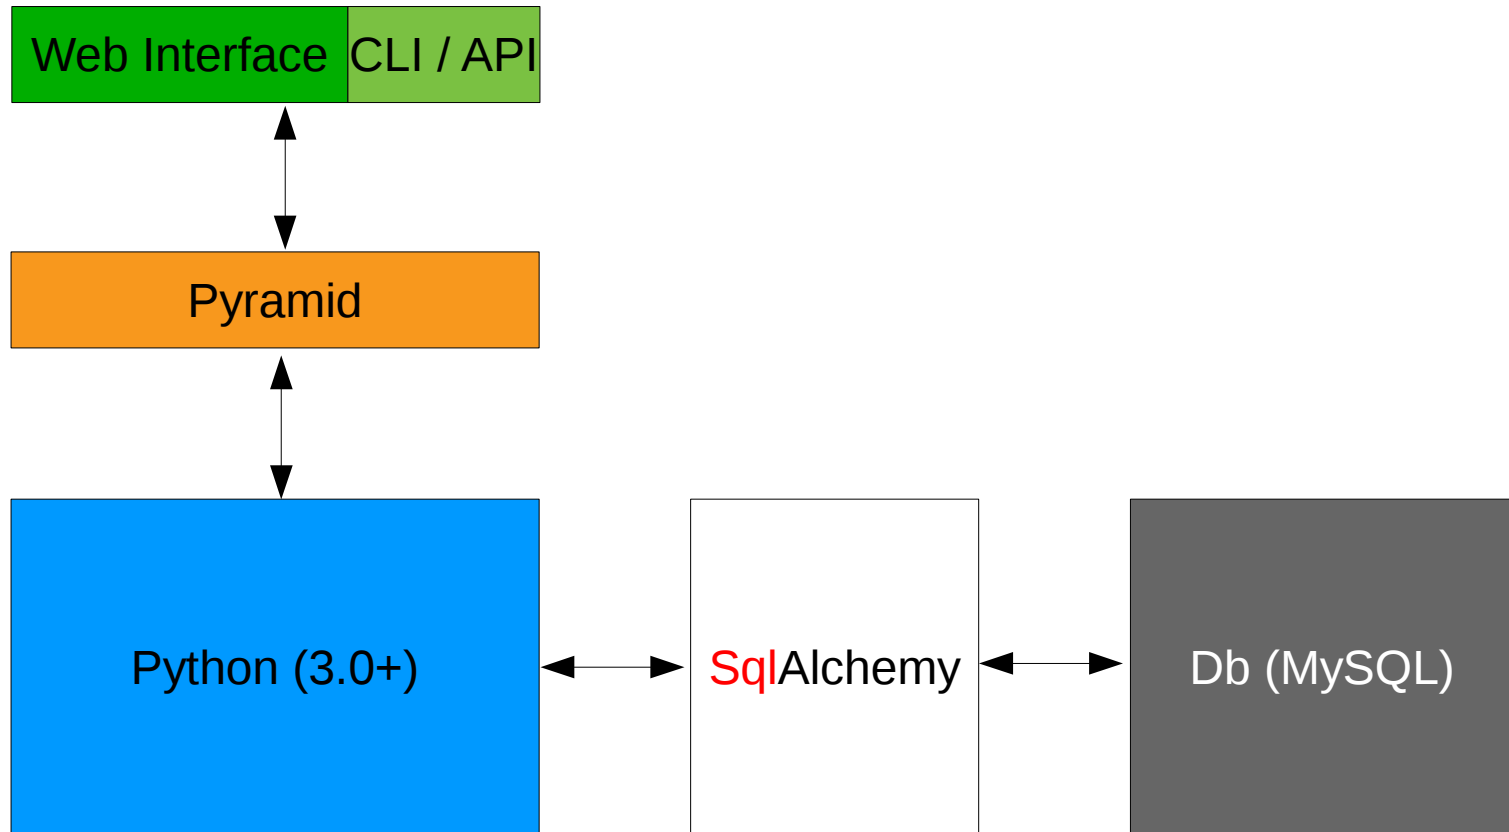 Web Interface
CLI / API
Pyramid
Python (3.0+)
SqlAlchemy
Db (MySQL)